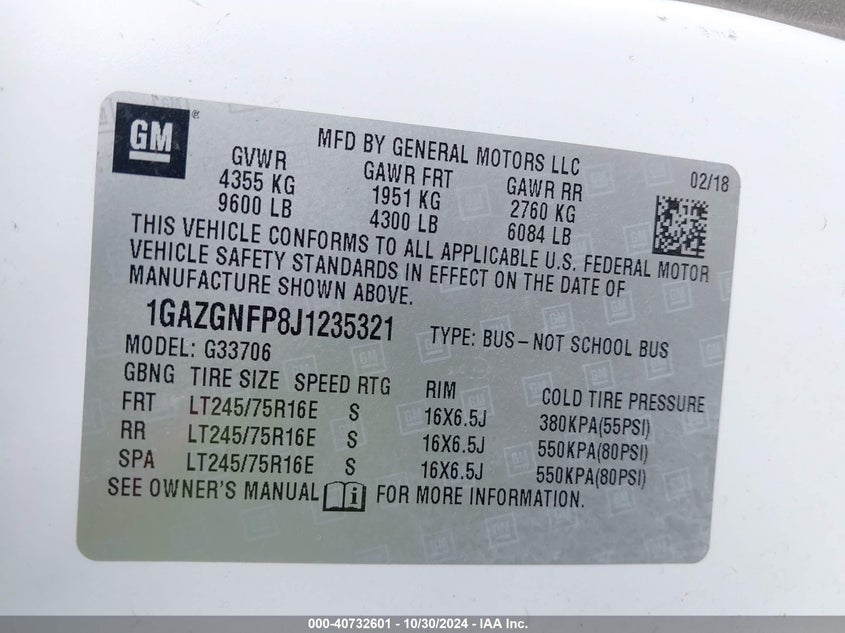 GM®
MFD BY GENERAL MOTORS LLC
02/18
GVWR GAWR FRT GAWR RR
4355 KG 1951 KG 2760 KG
9600 LB 4300 LB 6084 LB
THIS VEHICLE CONFORMS TO ALL APPLICABLE U.S. FEDERAL MOTOR
VEHICLE SAFETY STANDARDS IN EFFECT ON THE DATE OF
MANUFACTURE SHOWN ABOVE.
1GAZGNFP8J1235321 TYPE: BUS-NOT SCHOOL BUS
MODEL: G33706
GBNG TIRE SIZE SPEED RTG RIM COLD TIRE PRESSURE
FRT LT245/75R16E S 16X6.5J 380KPA(55PSI)
RR LT245/75R16E S 16X6.5J 550KPA(80PSI)
SPA LT245/75R16E S 16X6.5J 550KPA(80PSI)
SEE OWNER'S MANUAL i FOR MORE INFORMATION.
000-40732601 - 10/30/2024 - IAA Inc.